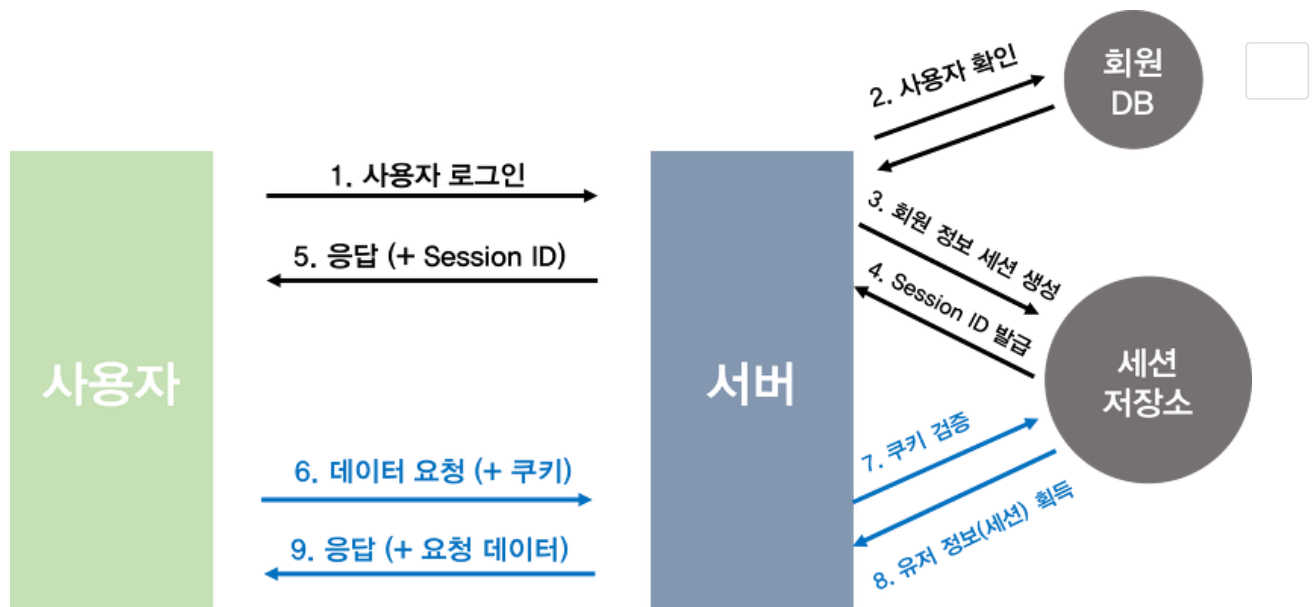 회원
DB
2. 사용자 확인
1. 사용자 로그인
3. 회원 정보 세션 생성
5. 응답 (+ Session ID)
4. Session ID 발급
사용자
서버
세션
저장소
7. 쿠키 검증
6. 데이터 요청 (+ 쿠키)
9. 응답 (+ 요청 데이터)
8. 유저 정보(세션) 획득